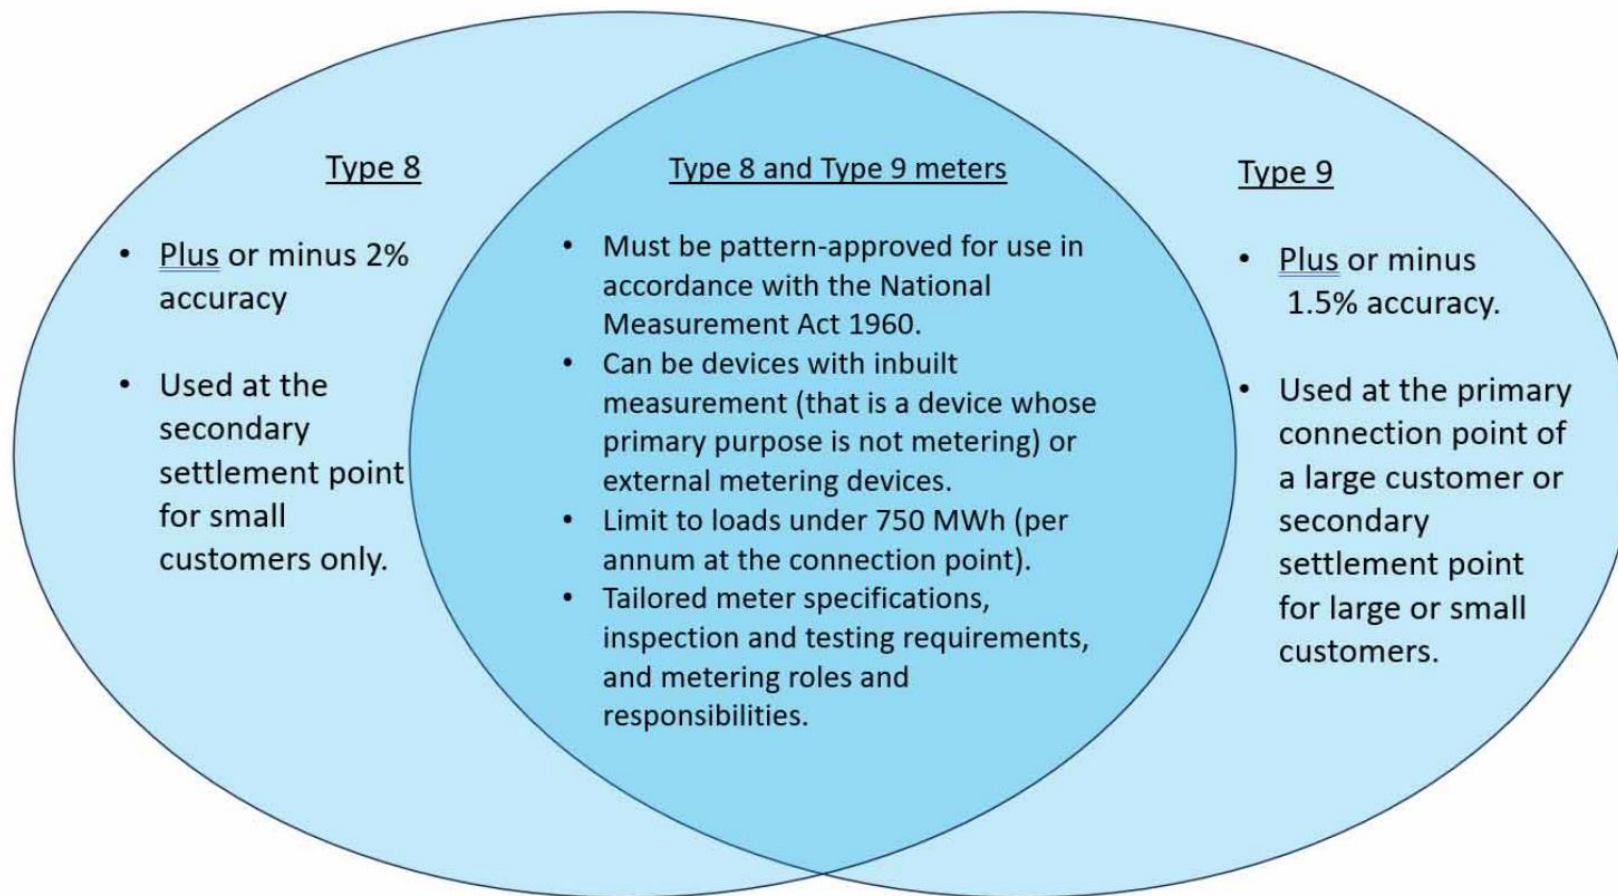 Type 8
• Plus or minus 2%
accuracy
• Used at the
secondary
settlement point
for small
customers only.
Type 8 and Type 9 meters
• Must be pattern-approved for use in
accordance with the National
Measurement Act 1960.
• Can be devices with inbuilt
measurement (that is a device whose
primary purpose is not metering) or
external metering devices.
• Limit to loads under 750 MWh (per
annum at the connection point).
• Tailored meter specifications,
inspection and testing requirements,
and metering roles and
responsibilities.
Type 9
• Plus or minus
1.5% accuracy.
• Used at the primary
connection point of
a large customer or
secondary
settlement point
for large or small
customers.